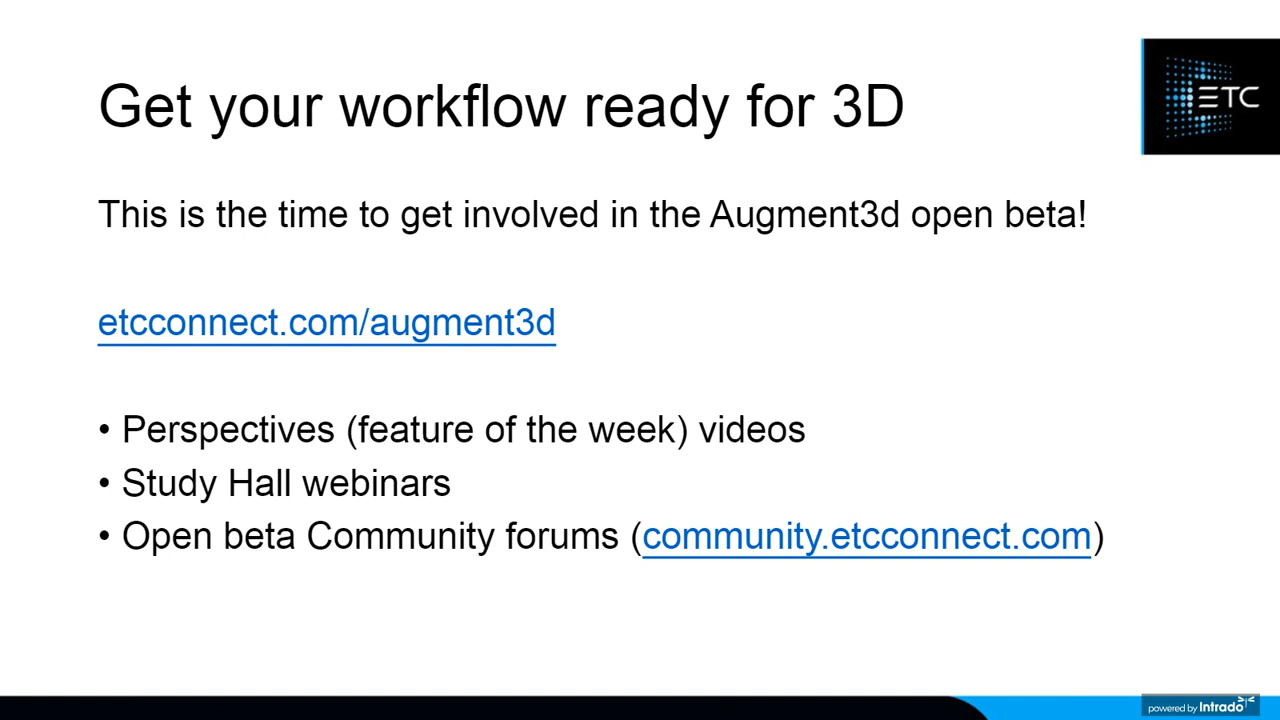 Get your workflow ready for 3D
ETC
This is the time to get involved in the Augment3d open beta!
etcconnect.com/augment3d
• Perspectives (feature of the week) videos
• Study Hall webinars
• Open beta Community forums (community.etcconnect.com)
powered by Intrado